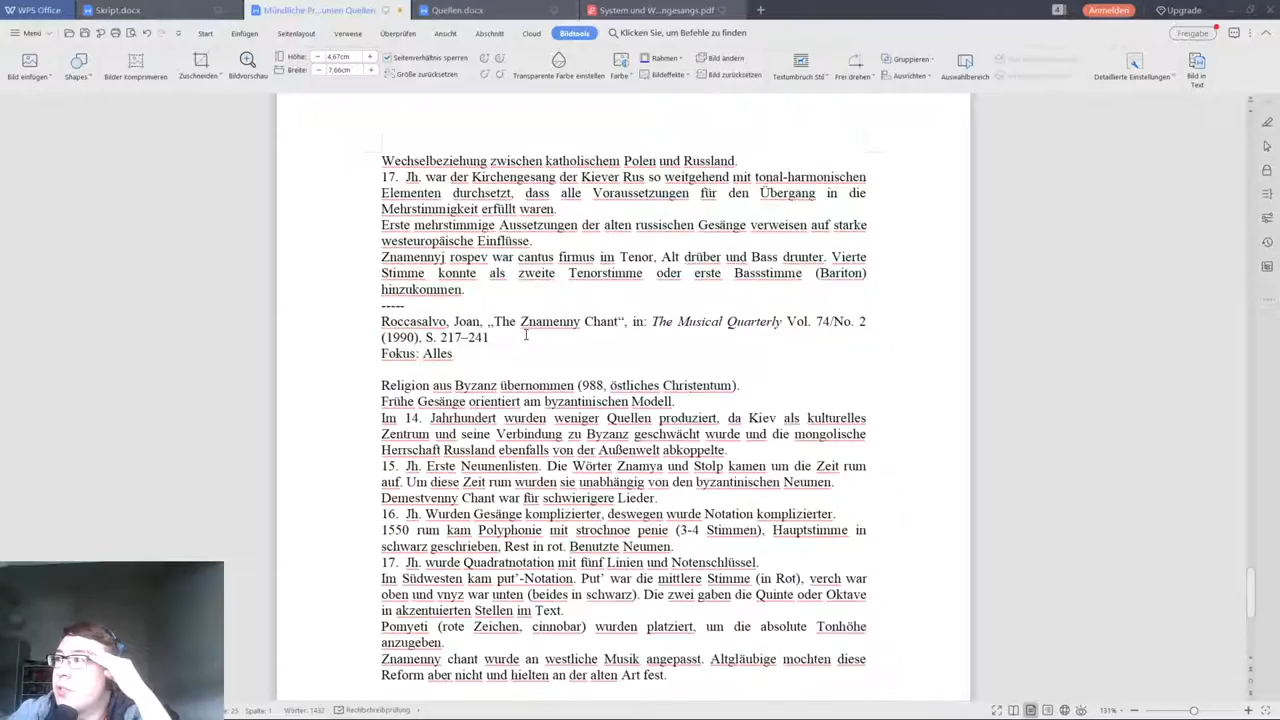 WPS Office
Skript.docx
Mündliche Pr...umen Quellen
Quellen.docx
System und W...ngesangs.pdf
Anmelden
Upgrade
Menü
Start
Einfügen
Seitenlayout
Verweise
Überprüfen
Ansicht
Abschnitt
Cloud
Bildtools
Klicken Sie, um Befehle zu finden
Freigabe
Bild einfügen
Shapes
Bilder komprimieren
Zuschneiden
Bildvorschau
Höhe: 4,67cm
Breite: 7,66cm
Seitenverhältnis sperren
Größe zurücksetzen
Transparente Farbe einstellen
Farbe
Rahmen
Bildeffekte
Bild ändern
Bild zurücksetzen
Textumbruch Stil
Frei drehen
Gruppieren
Ausrichten
Auswahlbereich
Detaillierte Einstellungen
Bild in Text
Wechselbeziehung zwischen katholischem Polen und Russland.
17. Jh. war der Kirchengesang der Kiever Rus so weitgehend mit tonal-harmonischen
Elementen durchsetzt, dass alle Voraussetzungen für den Übergang in die
Mehrstimmigkeit erfüllt waren.
Erste mehrstimmige Aussetzungen der alten russischen Gesänge verweisen auf starke
westeuropäische Einflüsse.
Znamennyj rospev war cantus firmus im Tenor, Alt drüber und Bass drunter. Vierte
Stimme konnte als zweite Tenorstimme oder erste Bassstimme (Bariton)
hinzukommen.
-----
Roccasalvo, Joan, „The Znamenny Chant“, in: The Musical Quarterly Vol. 74/No. 2
(1990), S. 217–241
Fokus: Alles
Religion aus Byzanz übernommen (988, östliches Christentum).
Frühe Gesänge orientiert am byzantinischen Modell.
Im 14. Jahrhundert wurden weniger Quellen produziert, da Kiev als kulturelles
Zentrum und seine Verbindung zu Byzanz geschwächt wurde und die mongolische
Herrschaft Russland ebenfalls von der Außenwelt abkoppelte.
15. Jh. Erste Neumenlisten. Die Wörter Znamya und Stolp kamen um die Zeit rum
auf. Um diese Zeit rum wurden sie unabhängig von den byzantinischen Neumen.
Demestvenny Chant war für schwierigere Lieder.
16. Jh. Wurden Gesänge komplizierter, deswegen wurde Notation komplizierter.
1550 rum kam Polyphonie mit strochnoe penie (3-4 Stimmen), Hauptstimme in
schwarz geschrieben, Rest in rot. Benutzte Neumen.
17. Jh. wurde Quadratnotation mit fünf Linien und Notenschlüssel.
Im Südwesten kam put’-Notation. Put’ war die mittlere Stimme (in Rot), verch war
oben und vnyz war unten (beides in schwarz). Die zwei gaben die Quinte oder Oktave
in akzentuierten Stellen im Text.
Pomyeti (rote Zeichen, cinnobar) wurden platziert, um die absolute Tonhöhe
anzugeben.
Znamenny chant wurde an westliche Musik angepasst. Altgläubige mochten diese
Reform aber nicht und hielten an der alten Art fest.
Spalte: 1
Wörter: 1432
Rechtschreibprüfung
131%